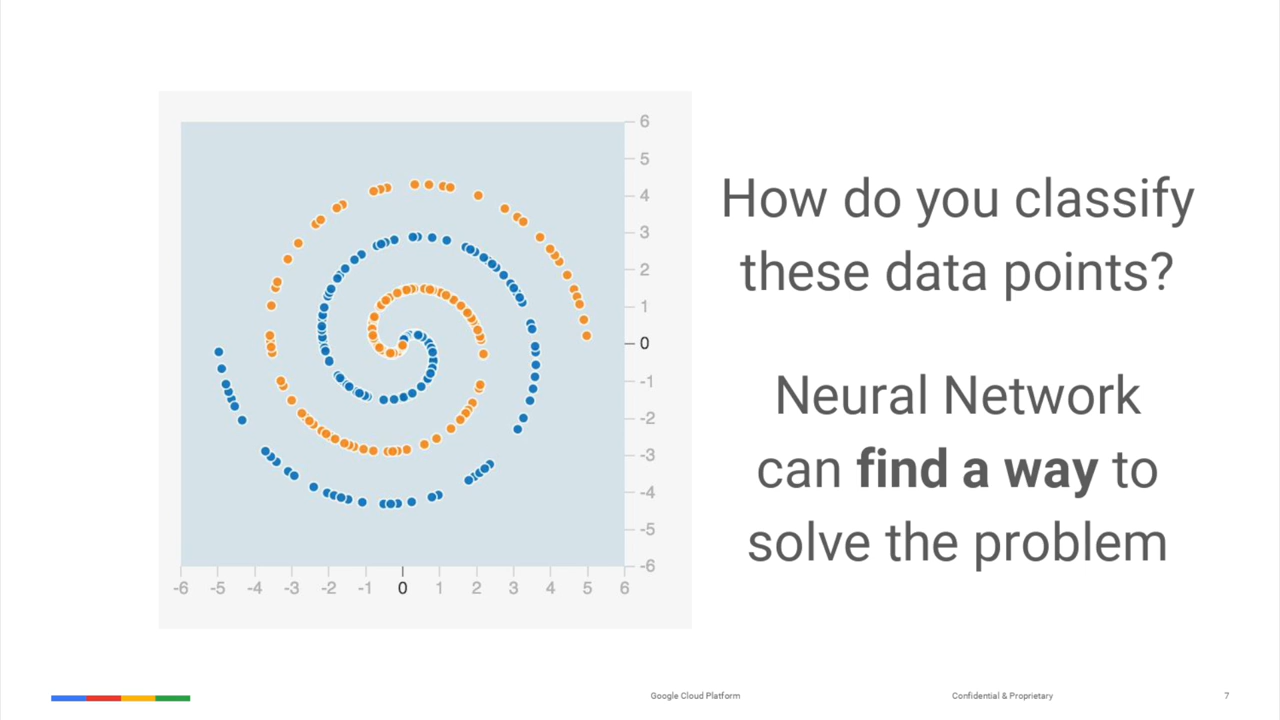 6
5
4
3
2
1
0
-1
-2
-3
-4
-5
-6
-6 -5 -4 -3 -2 -1 0 1 2 3 4 5 6
How do you classify
these data points?
Neural Network
can find a way to
solve the problem
Google Cloud Platform
Confidential & Proprietary
7